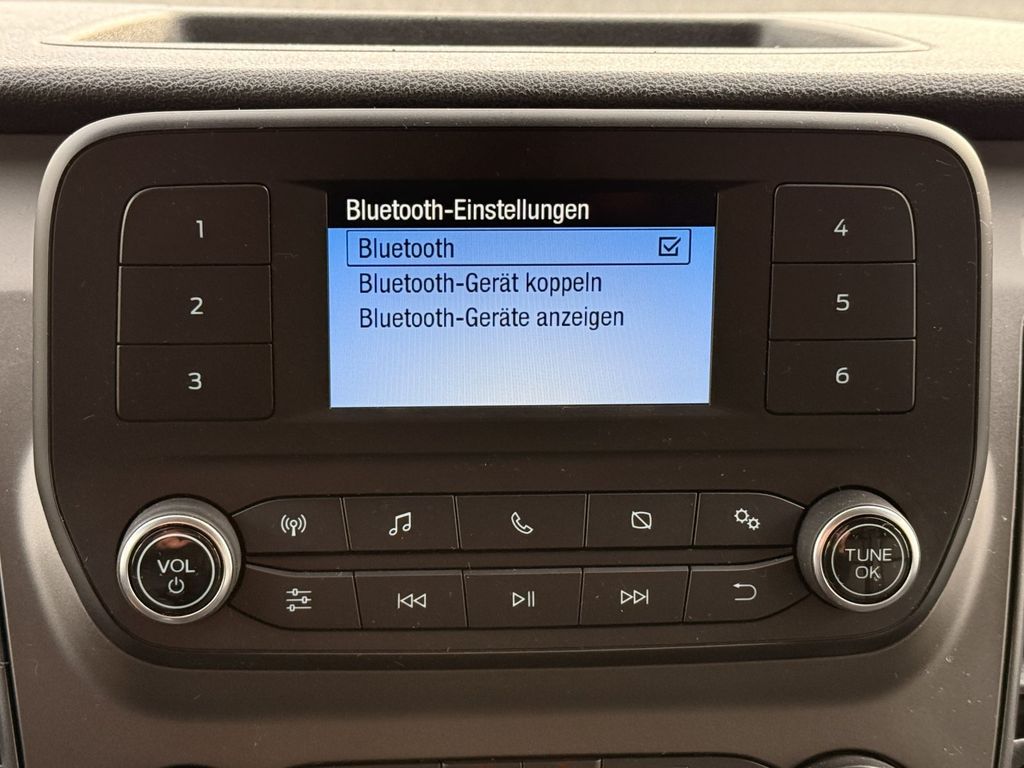 Bluetooth-Einstellungen
Bluetooth
Bluetooth-Gerät koppeln
Bluetooth-Geräte anzeigen
1
2
3
4
5
6
VOL
TUNE
OK